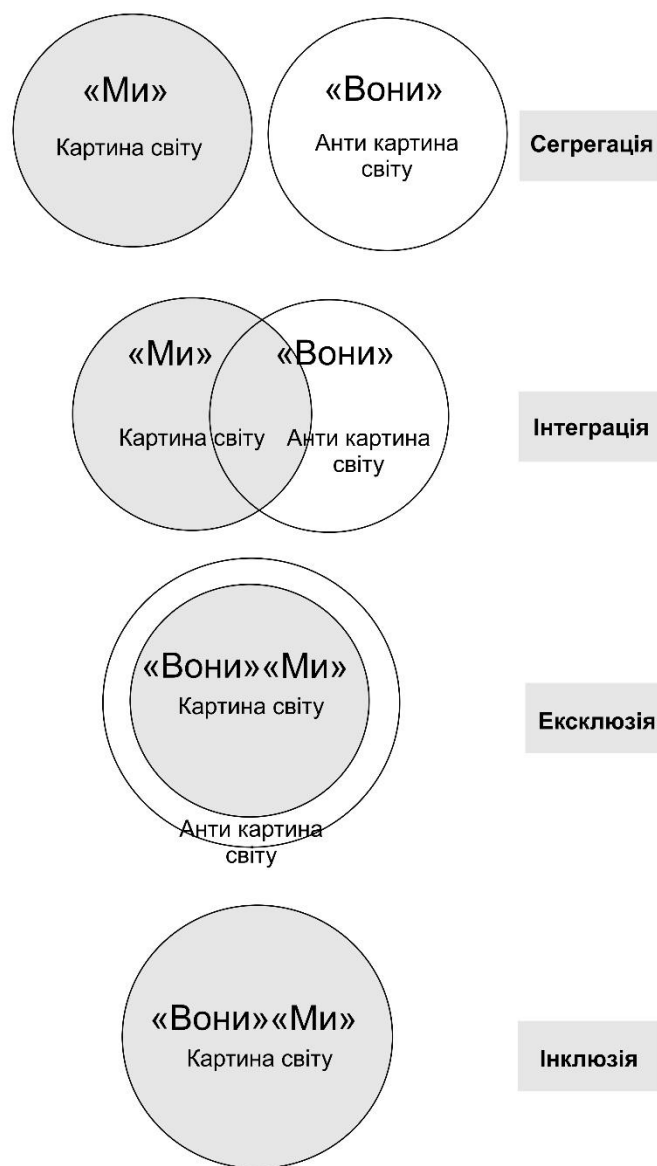 «Ми»
Картина світу
«Вони»
Анти картина
світу
Сегрегація
«Ми»
«Вони»
Картина світу
Анти картина
світу
Інтеграція
«Вони»«Ми»
Картина світу
Анти картина
світу
Ексклюзія
«Вони»«Ми»
Картина світу
Інклюзія